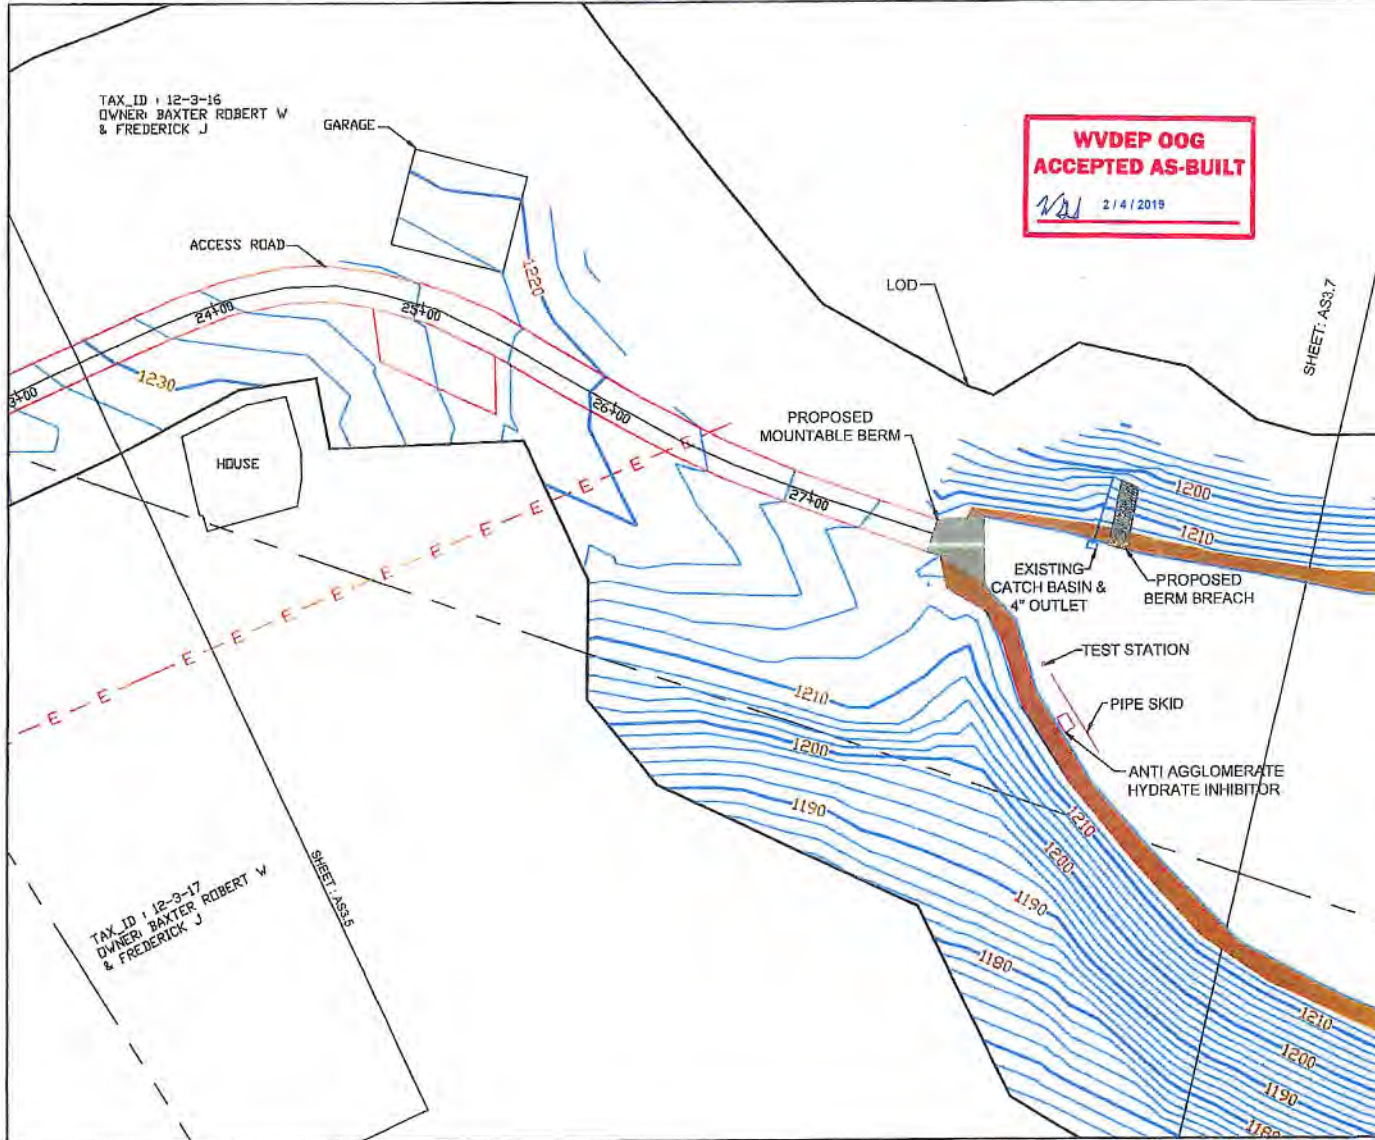 TAX_ID : 12-3-16
OWNER: BAXTER ROBERT W
& FREDERICK J
GARAGE
WVDEP OOG
ACCEPTED AS-BUILT
2/4/2019
ACCESS ROAD
1220
LOD
SHEET: AS3.7
24+00
25+00
1230
3+00
26+00
PROPOSED
MOUNTABLE BERM
HOUSE
E
27+00
1200
1210
EXISTING
CATCH BASIN &
4" OUTLET
PROPOSED
BERM BREACH
E
E
E
E
E
E
E
E
E
E
E
TEST STATION
PIPE SKID
1210
1200
1190
ANTI AGGLOMERATE
HYDRATE INHIBITOR
1210
1200
1190
1180
SHEET : AS3.5
TAX_ID : 12-3-17
OWNER: BAXTER ROBERT W
& FREDERICK J
1210
1200
1190
1180